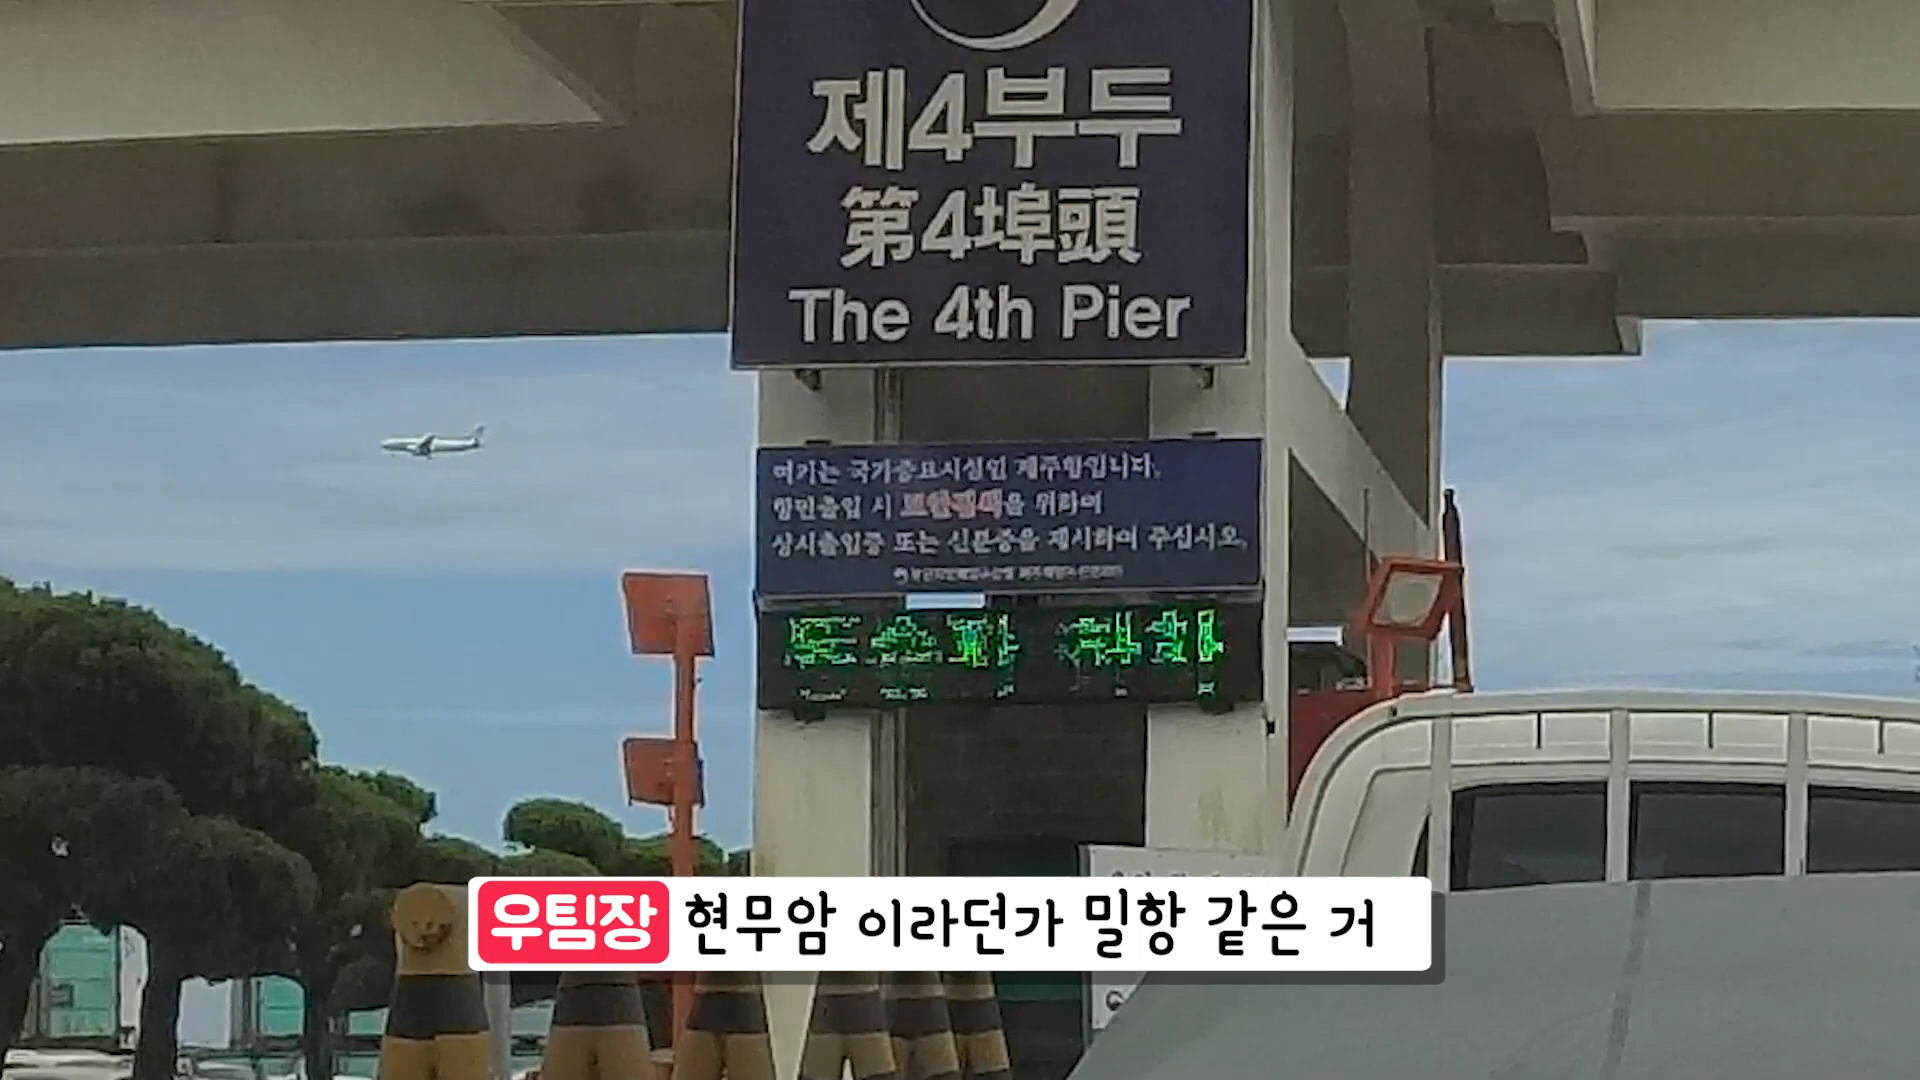 제4부두
第4埠頭
The 4th Pier
여기는 국가중요시설인 제주항입니다.
항만출입 시 보안검색을 위하여
상시출입증 또는 신분증을 제시하여 주십시오.
우팀장 현무암 이라던가 밀항 같은 거